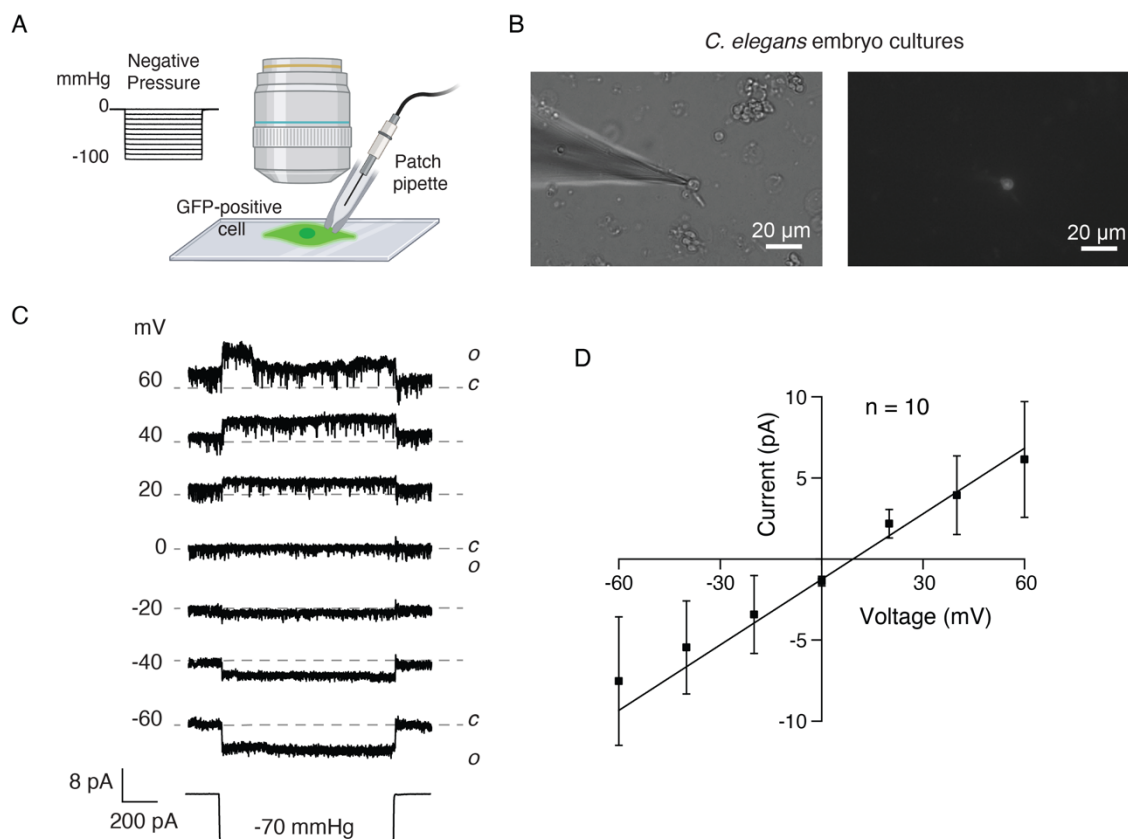 A
Negative
Pressure
mmHg
0
-100
GFP-positive
cell
Patch
pipette
B
C. elegans embryo cultures
20 µm
20 µm
C
mV
60
o
c
40
20
0
c
o
-20
-40
-60
c
o
8 pA
200 pA
-70 mmHg
D
n = 10
Current (pA)
10
5
-60
-30
30
60
Voltage (mV)
-5
-10